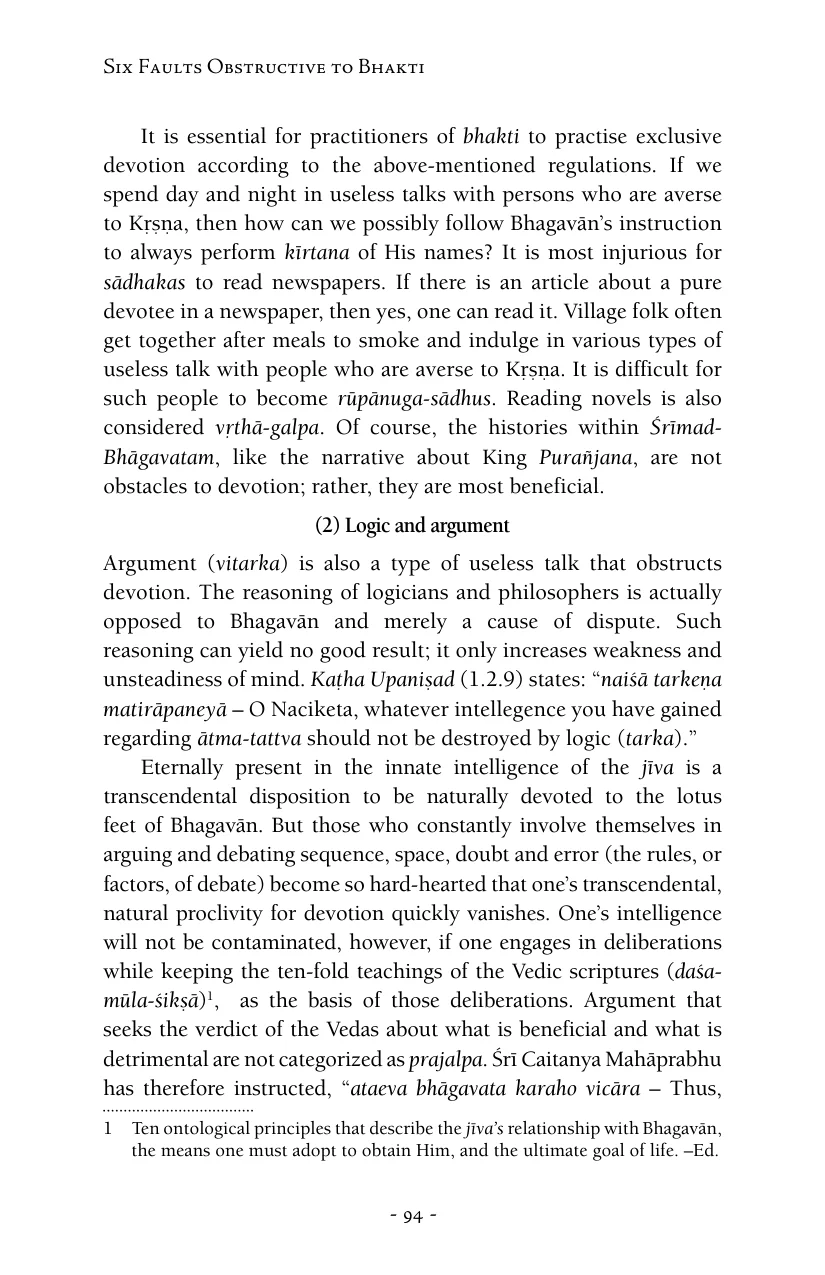 Six Faults Obstructive to Bhakti
It is essential for practitioners of bhakti to practise exclusive
devotion according to the above-mentioned regulations. If we
spend day and night in useless talks with persons who are averse
to Kṛṣṇa, then how can we possibly follow Bhagavān’s instruction
to always perform kīrtana of His names? It is most injurious for
sādhakas to read newspapers. If there is an article about a pure
devotee in a newspaper, then yes, one can read it. Village folk often
get together after meals to smoke and indulge in various types of
useless talk with people who are averse to Kṛṣṇa. It is difficult for
such people to become rūpānuga-sādhus. Reading novels is also
considered vṛthā-galpa. Of course, the histories within Śrīmad-
Bhāgavatam, like the narrative about King Purañjana, are not
obstacles to devotion; rather, they are most beneficial.
(2) Logic and argument
Argument (vitarka) is also a type of useless talk that obstructs
devotion. The reasoning of logicians and philosophers is actually
opposed to Bhagavān and merely a cause of dispute. Such
reasoning can yield no good result; it only increases weakness and
unsteadiness of mind. Kaṭha Upaniṣad (1.2.9) states: “naiśā tarkeṇa
matirāpaneyā – O Naciketa, whatever intellegence you have gained
regarding ātma-tattva should not be destroyed by logic (tarka).”
Eternally present in the innate intelligence of the jīva is a
transcendental disposition to be naturally devoted to the lotus
feet of Bhagavān. But those who constantly involve themselves in
arguing and debating sequence, space, doubt and error (the rules, or
factors, of debate) become so hard-hearted that one’s transcendental,
natural proclivity for devotion quickly vanishes. One’s intelligence
will not be contaminated, however, if one engages in deliberations
while keeping the ten-fold teachings of the Vedic scriptures (daśa-
mūla-śikṣā)¹, as the basis of those deliberations. Argument that
seeks the verdict of the Vedas about what is beneficial and what is
detrimental are not categorized as prajalpa. Śrī Caitanya Mahāprabhu
has therefore instructed, “ataeva bhāgavata karaho vicāra – Thus,
1 Ten ontological principles that describe the jīva’s relationship with Bhagavān,
the means one must adopt to obtain Him, and the ultimate goal of life. –Ed.
- 94 -